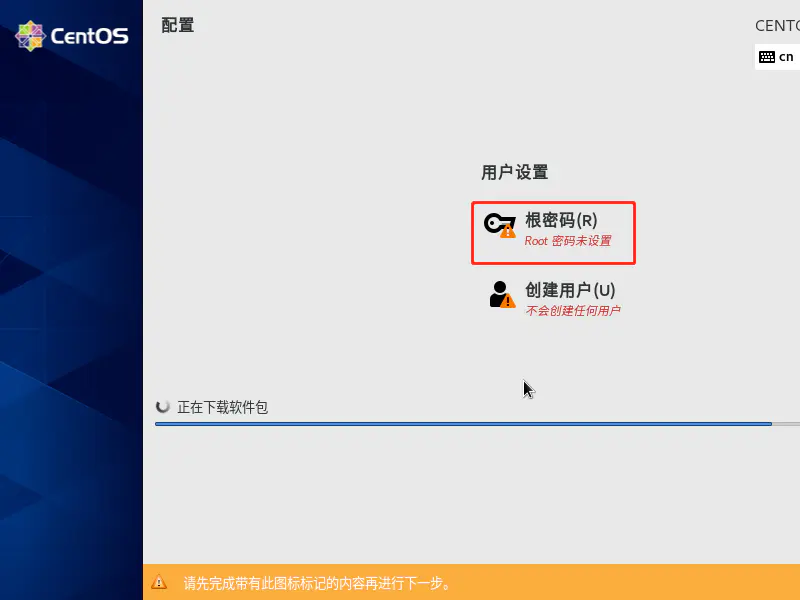 CentOS
配置
CENTO
cn
用户设置
根密码(R)
Root 密码未设置
创建用户(U)
不会创建任何用户
正在下载软件包
请先完成带有此图标标记的内容再进行下一步。